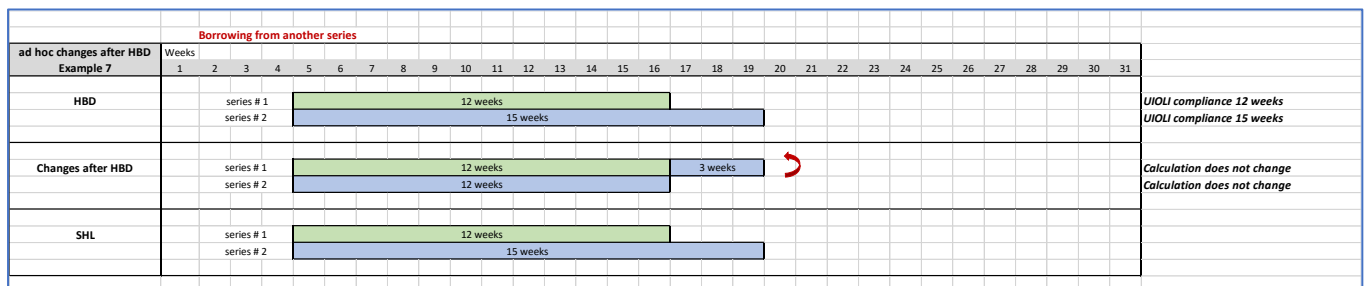 Borrowing from another series
ad hoc changes after HBD Weeks
Example 7 1 2 3 4 5 6 7 8 9 10 11 12 13 14 15 16 17 18 19 20 21 22 23 24 25 26 27 28 29 30 31
HBD series # 1 12 weeks UIOLI compliance 12 weeks
series # 2 15 weeks UIOLI compliance 15 weeks
Changes after HBD series # 1 12 weeks 3 weeks Calculation does not change
series # 2 12 weeks Calculation does not change
SHL series # 1 12 weeks
series # 2 15 weeks